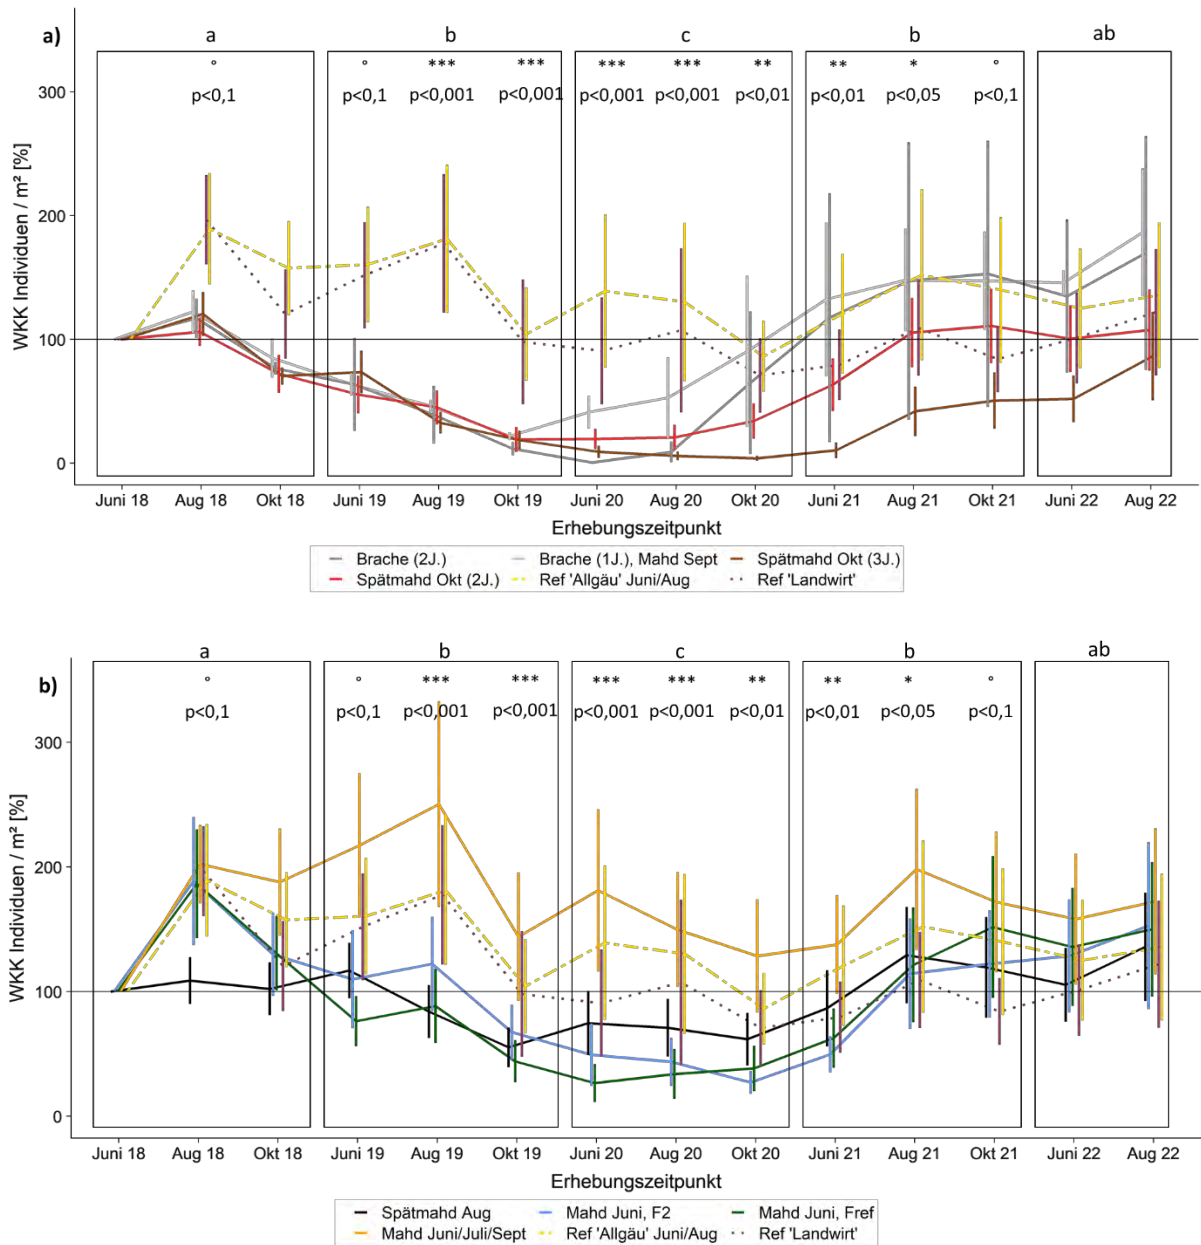 a)
a b c b ab
° ° *** *** *** *** ** ** * °
p<0,1 p<0,1 p<0,001 p<0,001 p<0,001 p<0,001 p<0,01 p<0,01 p<0,05 p<0,1
WKK Individuen / m² [%]
300
200
100
0
Juni 18 Aug 18 Okt 18 Juni 19 Aug 19 Okt 19 Juni 20 Aug 20 Okt 20 Juni 21 Aug 21 Okt 21 Juni 22 Aug 22
Erhebungszeitpunkt
Brache (2J.) Brache (1J.), Mahd Sept Spätmahd Okt (3J.)
Spätmahd Okt (2J.) Ref 'Allgäu' Juni/Aug Ref 'Landwirt'
a b c b ab
b)
° ° *** *** *** *** ** ** * °
p<0,1 p<0,1 p<0,001 p<0,001 p<0,001 p<0,001 p<0,01 p<0,01 p<0,05 p<0,1
WKK Individuen / m² [%]
300
200
100
0
Juni 18 Aug 18 Okt 18 Juni 19 Aug 19 Okt 19 Juni 20 Aug 20 Okt 20 Juni 21 Aug 21 Okt 21 Juni 22 Aug 22
Erhebungszeitpunkt
Spätmahd Aug Mahd Juni, F2 Mahd Juni, Fref
Mahd Juni/Juli/Sept Ref 'Allgäu' Juni/Aug Ref 'Landwirt'